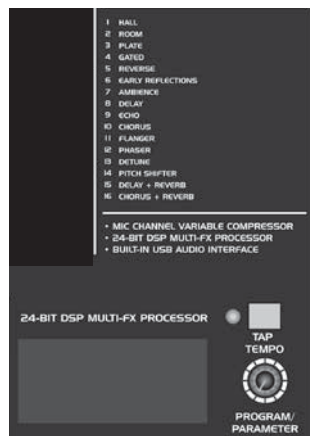 1 HALL
2 ROOM
3 PLATE
4 GATED
5 REVERSE
6 EARLY REFLECTIONS
7 AMBIENCE
8 DELAY
9 ECHO
10 CHORUS
11 FLANGER
12 PHASER
13 DETUNE
14 PITCH SHIFTER
15 DELAY + REVERB
16 CHORUS + REVERB
• MIC CHANNEL VARIABLE COMPRESSOR
• 24-BIT DSP MULTI-FX PROCESSOR
• BUILT-IN USB AUDIO INTERFACE
24-BIT DSP MULTI-FX PROCESSOR
TAP
TEMPO
PROGRAM/
PARAMETER